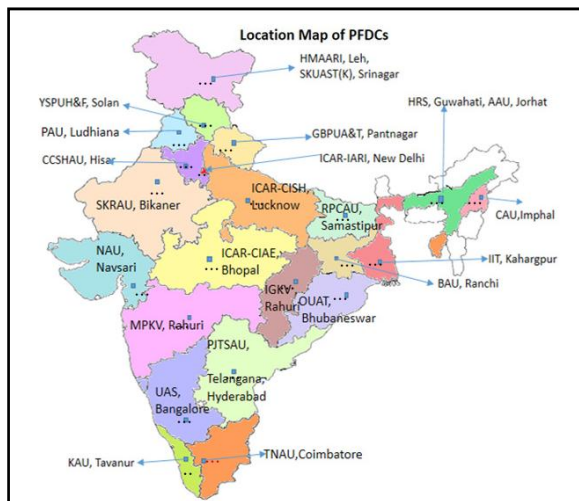 Location Map of PFDCs
HMAARI, Leh,
SKUAST(K), Srinagar
YSPUH&F, Solan
HRS, Guwahati, AAU, Jorhat
PAU, Ludhiana
GBPUA&T, Pantnagar
CCSHAU, Hisar
ICAR-IARI, New Delhi
SKRAU, Bikaner
ICAR-CISH,
Lucknow
RPCAU,
Samastipur
CAU,Imphal
NAU,
Navsari
ICAR-CIAE,
Bhopal
IIT, Kahargpur
BAU, Ranchi
IGKV,
Rahuri
OUAT,
Bhubaneswar
MPKV, Rahuri
PJTSAU,
Telangana,
Hyderabad
UAS,
Bangalore
KAU, Tavanur
TNAU,Coimbatore